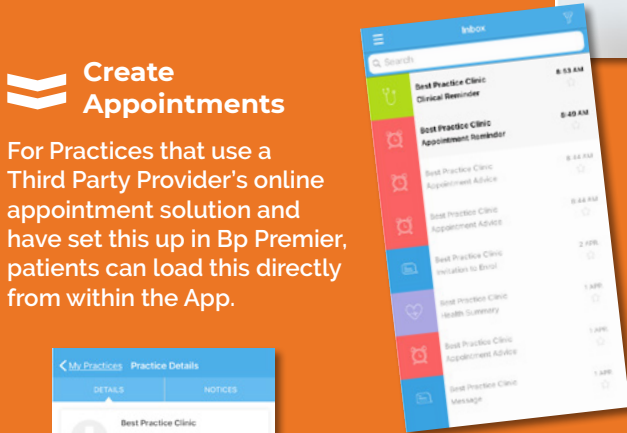 Create
Appointments
For Practices that use a
Third Party Provider's online
appointment solution and
have set this up in Bp Premier,
patients can load this directly
from within the App.
Inbox
Search
Best Practice Clinic 8:53 AM
Clinical Reminder
Best Practice Clinic 8:49 AM
Appointment Reminder
Best Practice Clinic 8:44 AM
Appointment Advice
Best Practice Clinic 8:44 AM
Appointment Advice
Best Practice Clinic 2 APR
Invitation to Enrol
Best Practice Clinic 1 APR
Health Summary
Best Practice Clinic 1 APR
Appointment Advice
Best Practice Clinic 1 APR
Message
My Practices Practice Details
DETAILS NOTICES
Best Practice Clinic